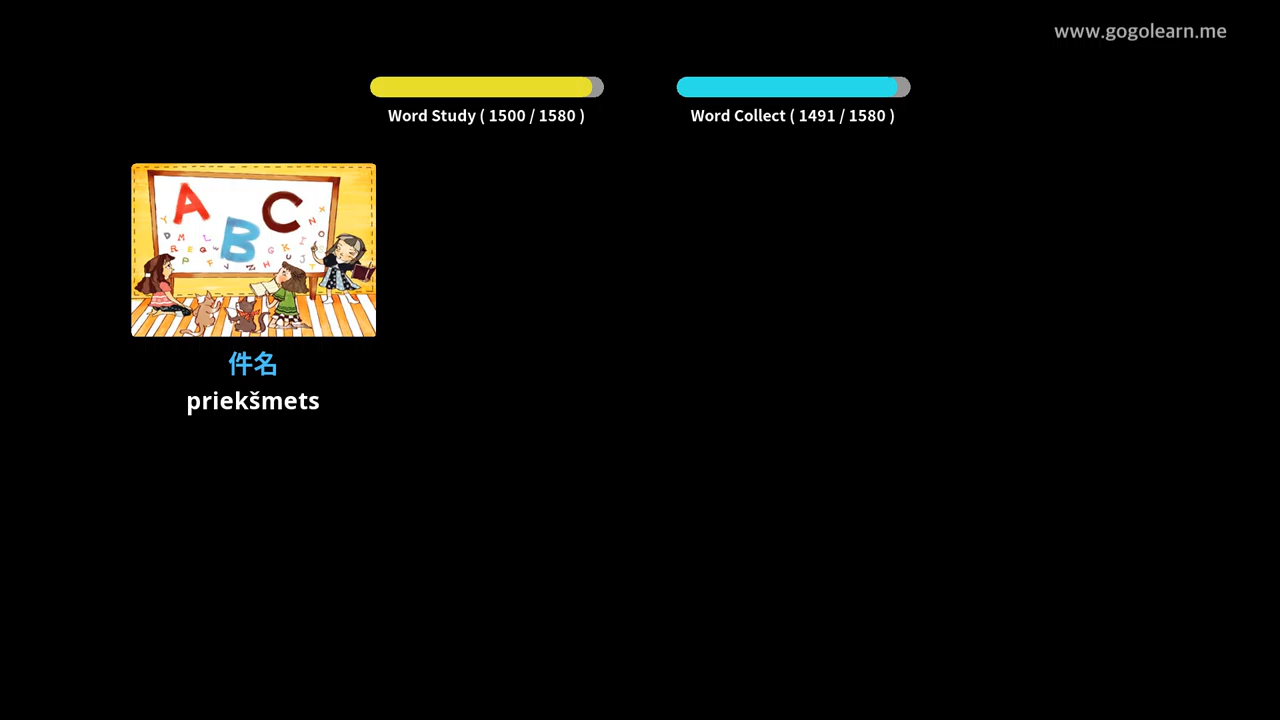 www.gogolearn.me
Word Study ( 1500 / 1580 )
Word Collect ( 1491 / 1580 )
A
B
C
件名
priekšmets